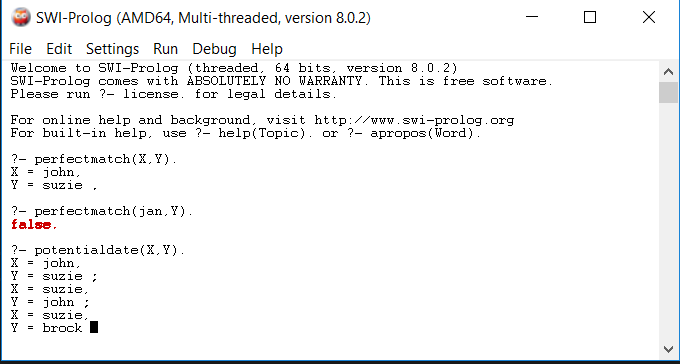 SWI-Prolog (AMD64, Multi-threaded, version 8.0.2)
File Edit Settings Run Debug Help
Welcome to SWI-Prolog (threaded, 64 bits, version 8.0.2)
SWI-Prolog comes with ABSOLUTELY NO WARRANTY. This is free software.
Please run ?- license. for legal details.
For online help and background, visit http://www.swi-prolog.org
For built-in help, use ?- help(Topic). or ?- apropos(Word).
?- perfectmatch(X,Y).
X = john,
Y = suzie .
?- perfectmatch(jan,Y).
false.
?- potentialdate(X,Y).
X = john,
Y = suzie ;
X = suzie,
Y = john ;
X = suzie,
Y = brock